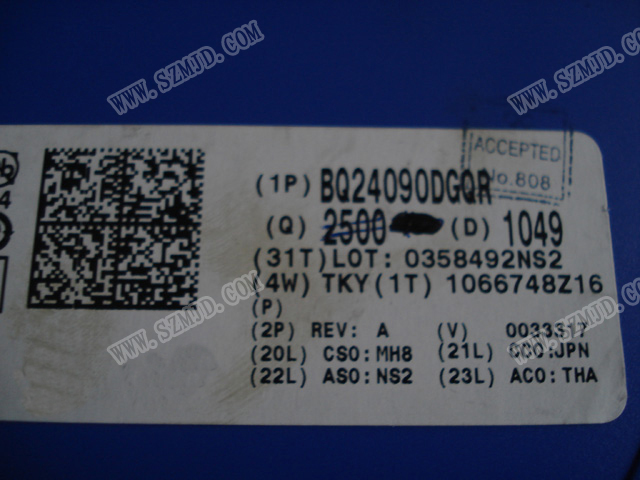 WWW.SZMJD.COM
WWW.SZMJD.COM
ACCEPTED
No.808
(1P) BQ24090DGQR
(Q) 2500 (D) 1049
(31T)LOT: 0358492NS2
(4W) TKY(1T) 1066748Z16
(P)
(2P) REV: A (V) 0033317
(20L) CSO:MH8 (21L) CCO:JPN
(22L) ASO:NS2 (23L) ACO:THA
4
WWW.SZMJD.COM
WWW.SZMJD.COM